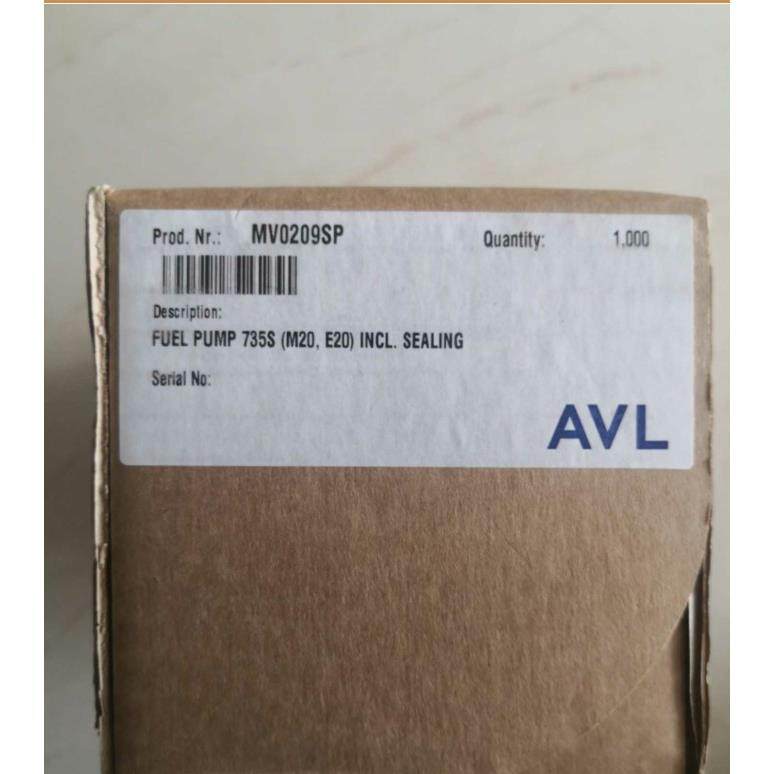 Prod. Nr.: MV0209SP Quantity: 1.000
Description:
FUEL PUMP 735S (M20, E20) INCL. SEALING
Serial No:
AVL